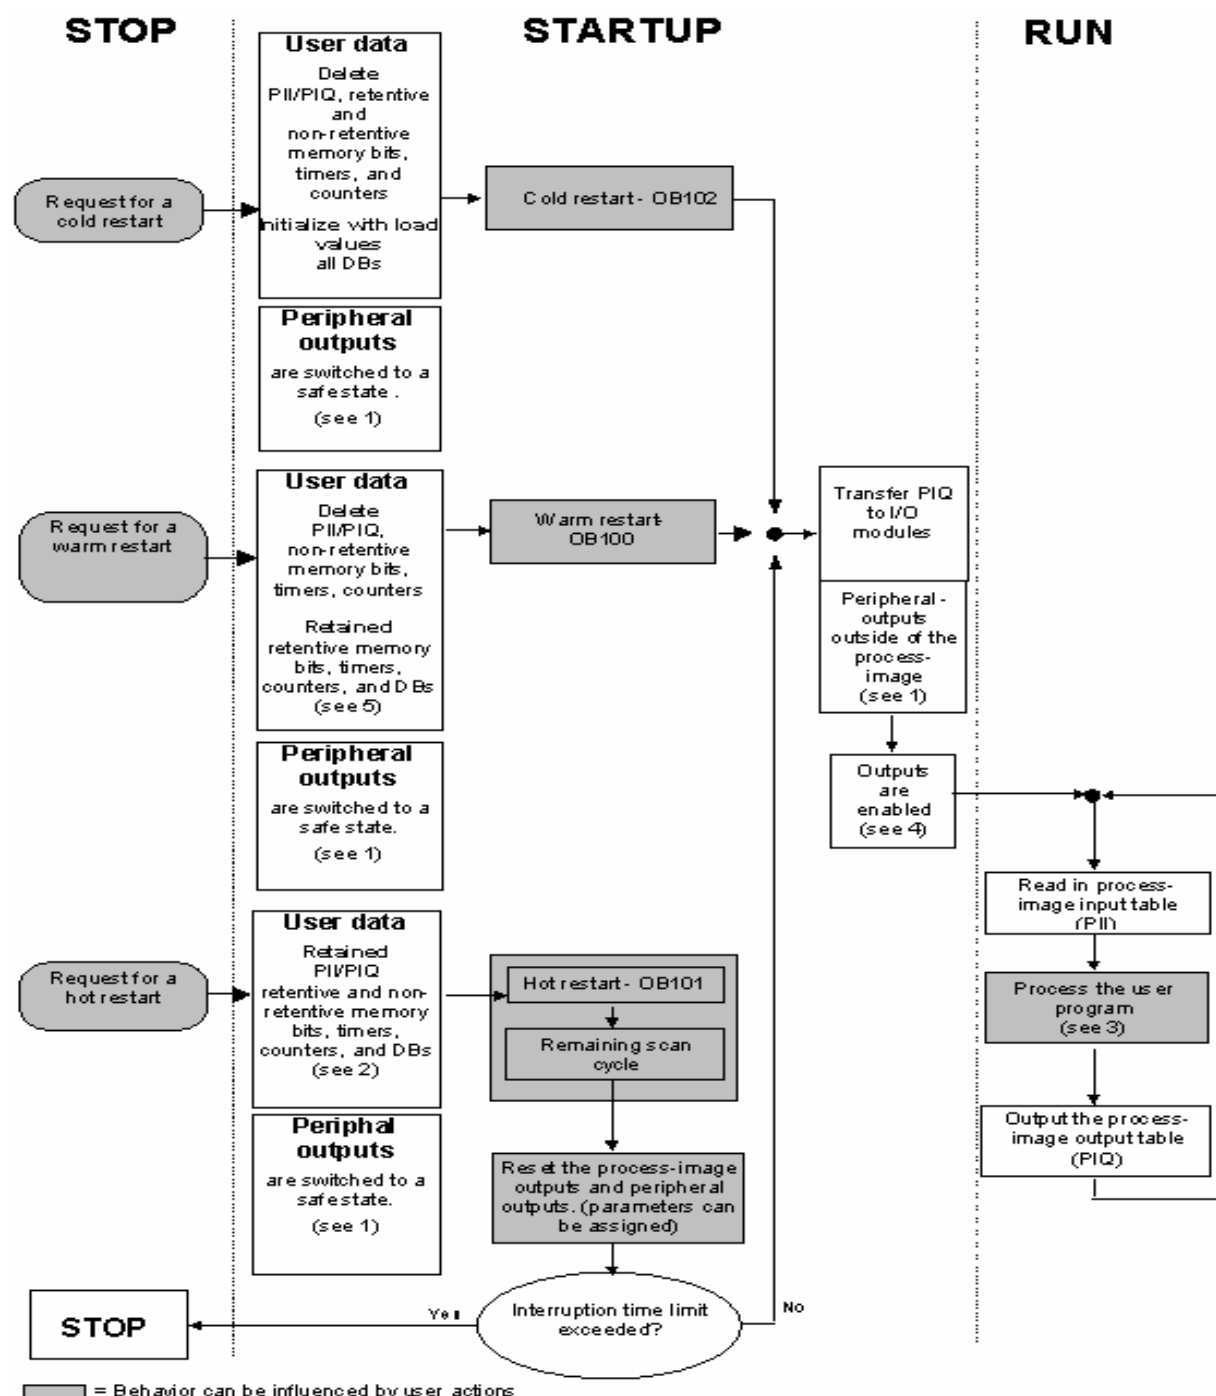 STOP
STARTUP
RUN
User data
Delete
PII/PIQ, retentive
and
non-retentive
memory bits,
timers, and
counters
Initialize with load
values
all DBs
Request for a
cold restart
Cold restart - OB102
Peripheral
outputs
are switched to a
safe state .
(see 1)
User data
Delete
PII/PIQ,
non-retentive
memory bits,
timers, counters
Retained
retentive memory
bits, timers,
counters, and DBs
(see 5)
Request for a
warm restart
Warm restart-
OB100
Transfer PIQ
to I/O
modules
Peripheral -
outputs
outside of the
process-
image
(see 1)
Peripheral
outputs
are switched to a
safe state.
(see 1)
Outputs
are
enabled
(see 4)
Read in process-
image input table
(PII)
Process the user
program
(see 3)
Output the process-
image output table
(PIQ)
User data
Retained
PII/PIQ
retentive and non-
retentive memory
bits, timers,
counters, and DBs
(see 2)
Request for a
hot restart
Hot restart - OB101
Remaining scan
cycle
Periphal
outputs
are switched to a
safe state.
(see 1)
Reset the process-image
outputs and peripheral
outputs. (parameters can
be assigned)
Interruption time limit
exceeded?
Yes
No
STOP
= Behavior can be influenced by user actions